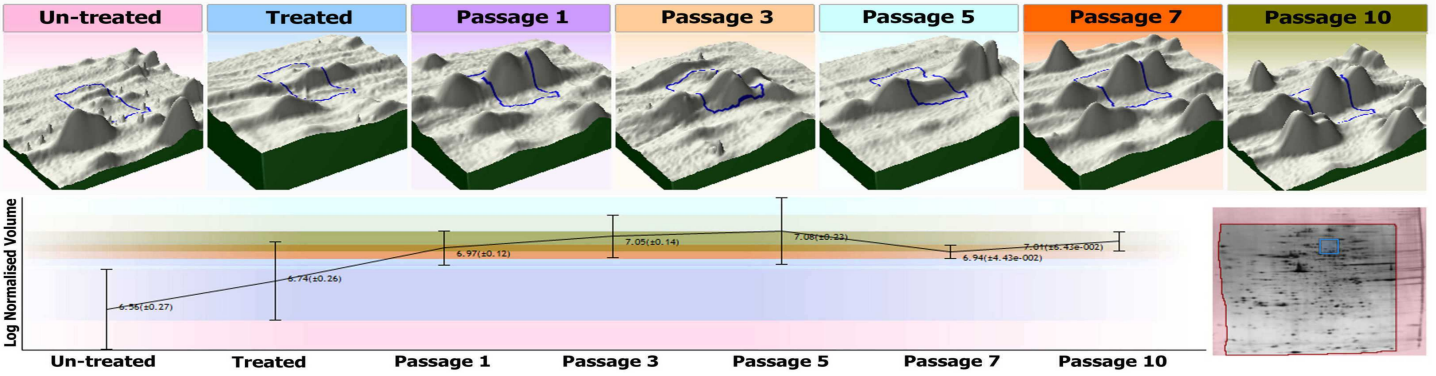 Un-treated
Treated
Passage 1
Passage 3
Passage 5
Passage 7
Passage 10
Log Normalised Volume
6.56(±0.27)
6.74(±0.26)
6.97(±0.12)
7.05(±0.14)
7.08(±0.23)
6.94(±4.43e-002)
7.01(±6.43e-002)
Un-treated
Treated
Passage 1
Passage 3
Passage 5
Passage 7
Passage 10